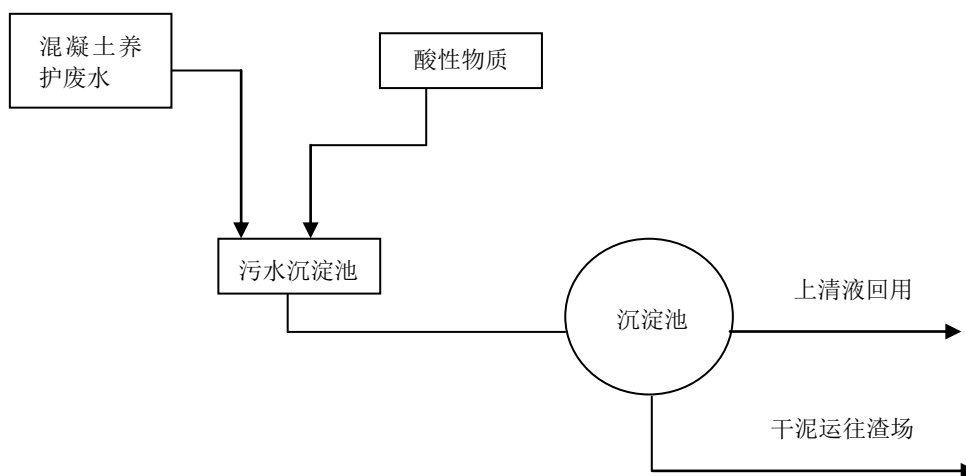 混凝土养
护废水
酸性物质
污水沉淀池
沉淀池
上清液回用
干泥运往渣场